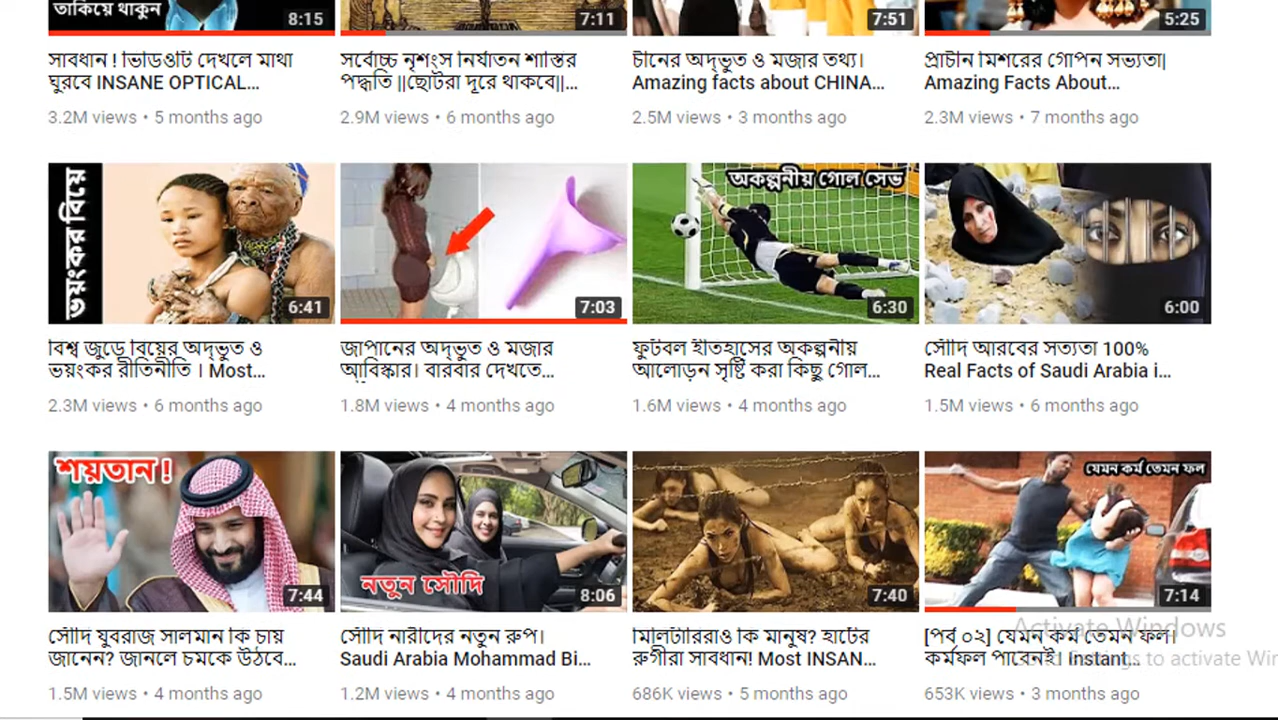 তাকিয়ে থাকুন
8:15
7:11
7:51
5:25
সাবধান ! ভিডিওটি দেখলে মাথা
ঘুরবে INSANE OPTICAL...
3.2M views • 5 months ago
সর্বোচ্চ নৃশংস নির্যাতন শাস্তির
পদ্ধতি ||ছোটরা দূরে থাকবে||...
2.9M views • 6 months ago
চীনের অদ্ভুত ও মজার তথ্য।
Amazing facts about CHINA...
2.5M views • 3 months ago
প্রাচীন মিশরের গোপন সভ্যতা|
Amazing Facts About...
2.3M views • 7 months ago
ভয়ংকর বিয়ে
6:41
7:03
অকল্পনীয় গোল সেভ
6:30
6:00
বিশ্ব জুড়ে বিয়ের অদ্ভুত ও
ভয়ংকর রীতিনীতি । Most...
2.3M views • 6 months ago
জাপানের অদ্ভুত ও মজার
আবিস্কার। বারবার দেখতে...
1.8M views • 4 months ago
ফুটবল ইতিহাসের অকল্পনীয়
আলোড়ন সৃষ্টি করা কিছু গোল...
1.6M views • 4 months ago
সৌদি আরবের সত্যতা 100%
Real Facts of Saudi Arabia i...
1.5M views • 6 months ago
শয়তান !
7:44
নতুন সৌদি
8:06
7:40
যেমন কর্ম তেমন ফল
7:14
সৌদি যুবরাজ সালমান কি চায়
জানেন? জানলে চমকে উঠবে...
1.5M views • 4 months ago
সৌদি নারীদের নতুন রুপ।
Saudi Arabia Mohammad Bi...
1.2M views • 4 months ago
মিলিটারিরাও কি মানুষ? হার্টের
রুগীরা সাবধান! Most INSAN...
686K views • 5 months ago
[পর্ব ০২] যেমন কর্ম তেমন ফল।
কর্মফল পাবেনই! Instant...
653K views • 3 months ago
Activate Windows
Settings to activate Win